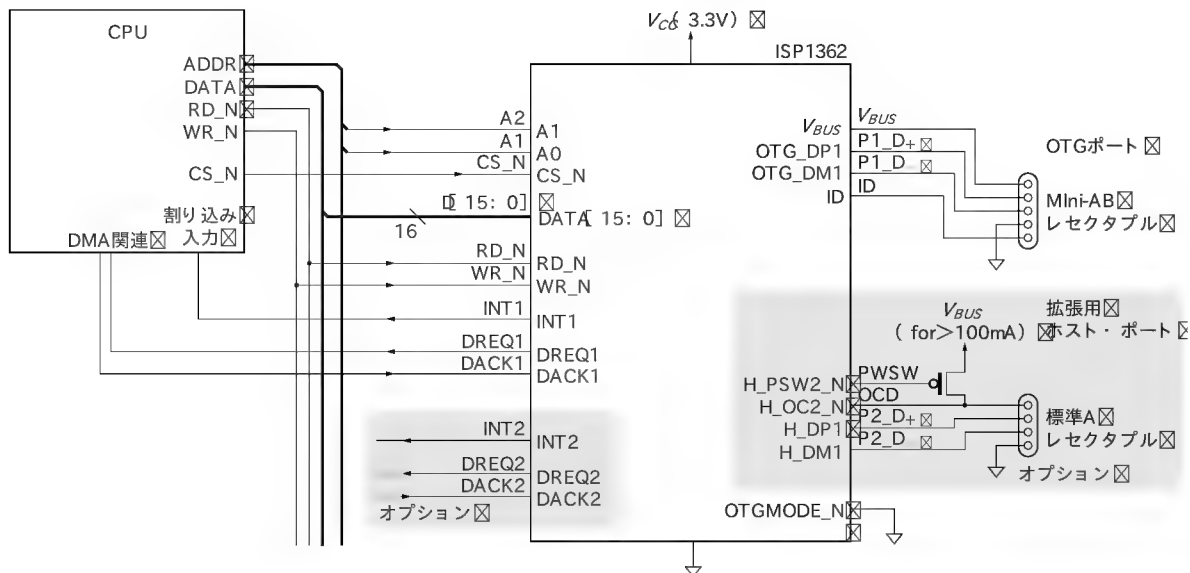 CPU
ADDR
DATA
RD_N
WR_N
CS_N
割り込み
入力
DMA関連
VCC( 3.3V)
ISP1362
A2
A1
CS_N
D[ 15: 0]
16
RD_N
WR_N
INT1
DREQ1
DACK1
INT2
DREQ2
DACK2
オプション
A1
A0
CS_N
DATA[ 15: 0]
RD_N
WR_N
INT1
DREQ1
DACK1
INT2
DREQ2
DACK2
VBUS
OTG_DP1
OTG_DM1
ID
H_PSW2_N
H_OC2_N
H_DP1
H_DM1
OTGMODE_N
VBUS
P1_D+
P1_D
ID
OTGポート
MIni-AB
レセクタプル
VBUS
( for>100mA)
拡張用
ホスト・ポート
PWSW
OCD
P2_D+
P2_D
標準A
レセクタプル
オプション